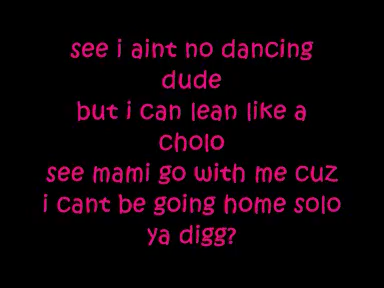 see i aint no dancing
dude
but i can lean like a
cholo
see mami go with me cuz
i cant be going home solo
ya digg?